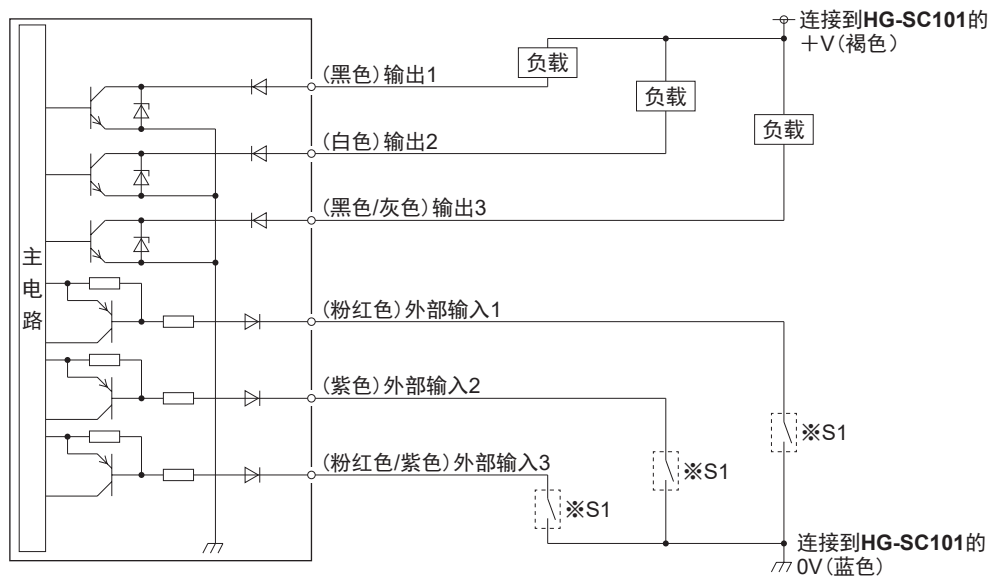 连接到HG-SC101的
＋V（褐色）
负载
（黑色）输出1
负载
（白色）输出2
负载
（黑色/灰色）输出3
主电路
（粉红色）外部输入1
（紫色）外部输入2
※S1
（粉红色/紫色）外部输入3
※S1
※S1
连接到HG-SC101的
0V（蓝色）